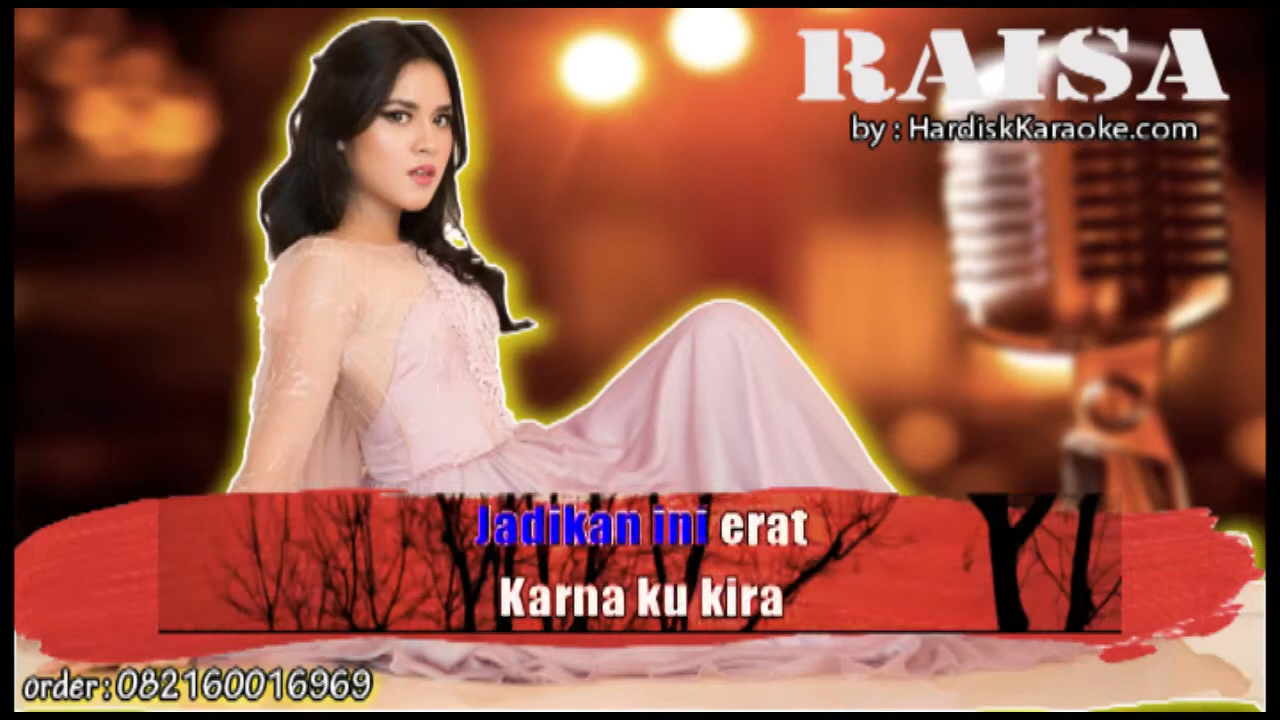 RAISA
by : HardiskKaraoke.com
Jadikan ini erat
Karna ku kira
order : 082160016969